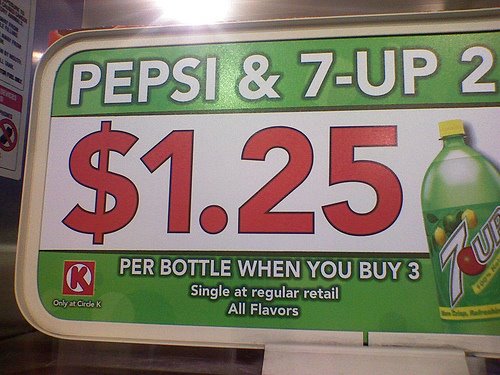 PEPSI & 7-UP 2
$1.25
7UP
PER BOTTLE WHEN YOU BUY 3
K
Single at regular retail
Only at Circle K
All Flavors